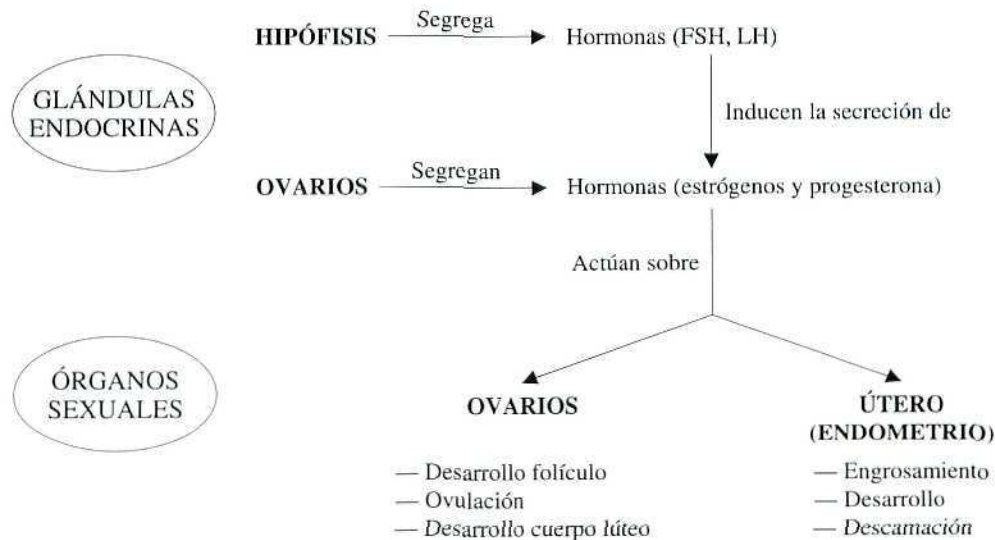 HIPÓFISIS Segrega Hormonas (FSH, LH)
GLÁNDULAS
ENDOCRINAS
Inducen la secreción de
OVARIOS Segregan Hormonas (estrógenos y progesterona)
Actúan sobre
ÓRGANOS
SEXUALES
OVARIOS
— Desarrollo folículo
— Ovulación
— Desarrollo cuerpo lúteo
ÚTERO
(ENDOMETRIO)
— Engrosamiento
— Desarrollo
— Descamación